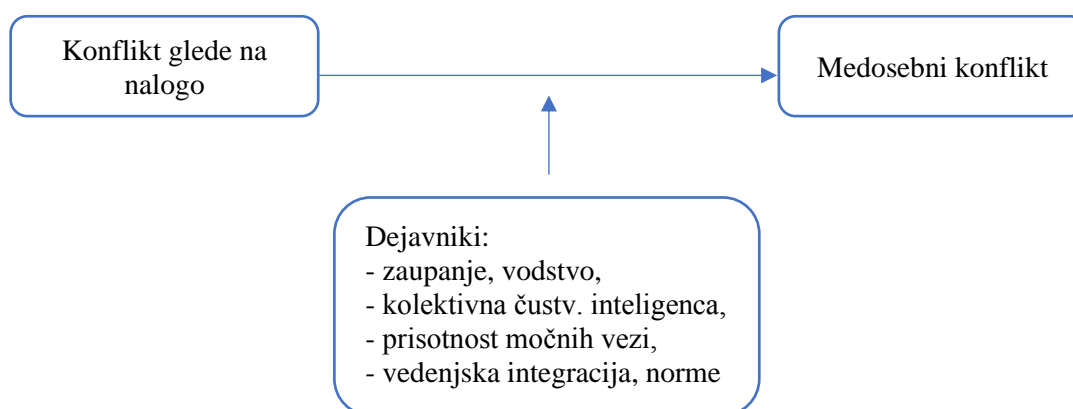 Konflikt glede na
nalogo
Medosebni konflikt
Dejavniki:
- zaupanje, vodstvo,
- kolektivna čustv. inteligenca,
- prisotnost močnih vezi,
- vedenjska integracija, norme